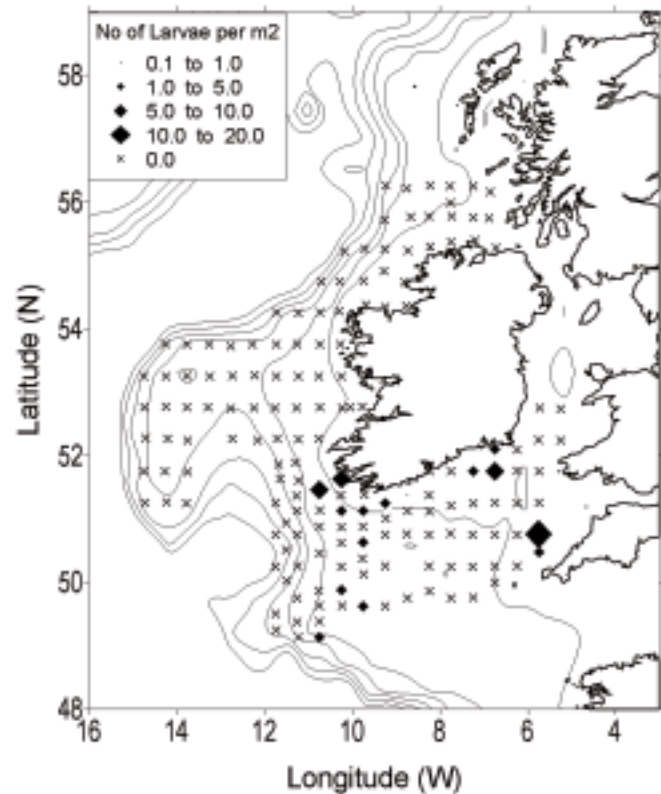 No of Larvae per m2
0.1 to 1.0
1.0 to 5.0
5.0 to 10.0
10.0 to 20.0
0.0
58
56
54
52
50
48
Latitude (N)
16 14 12 10 8 6 4
Longitude (W)